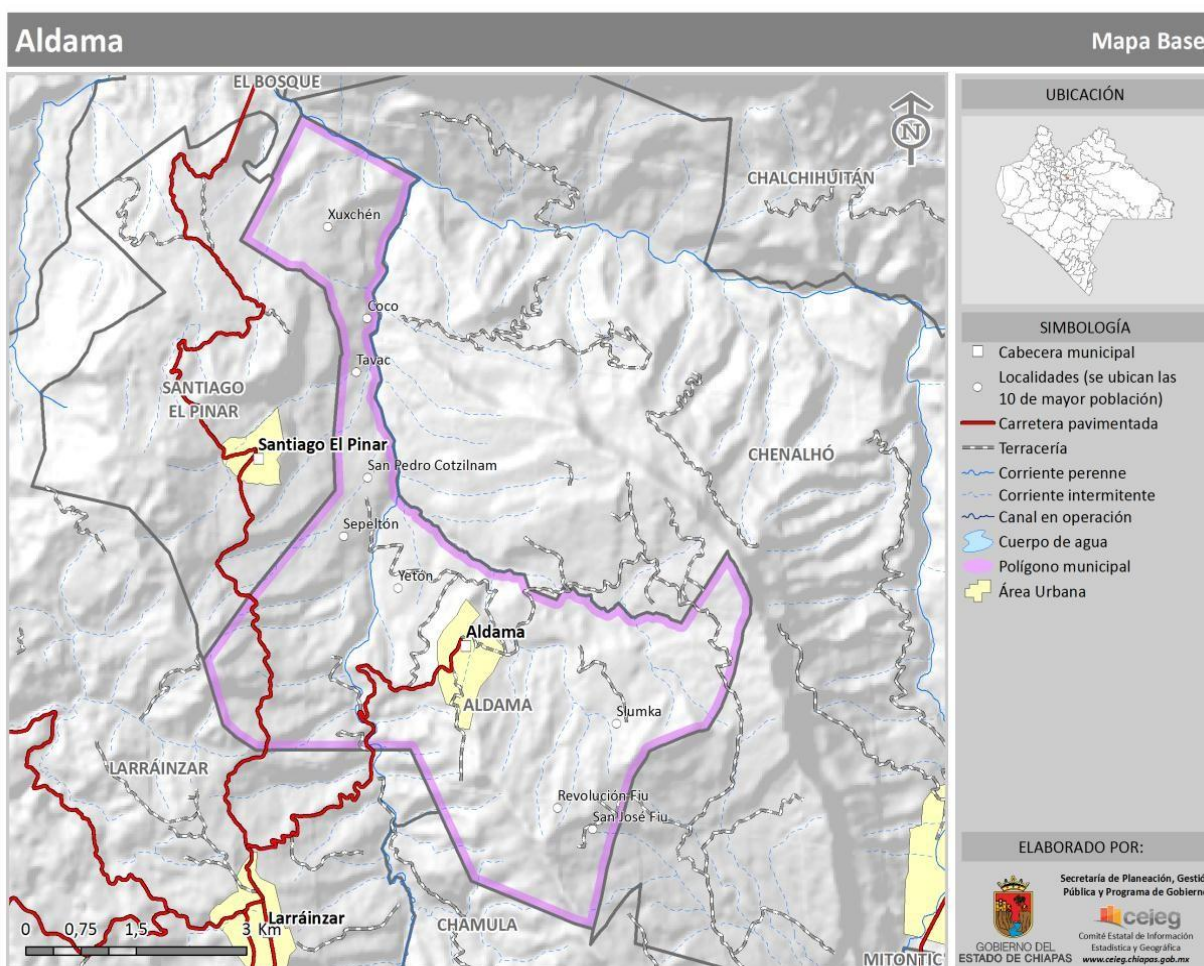 Aldama
Mapa Base
EL BOSQUE
N
CHALCHIHUITÁN
Xuxchén
Coco
Tavac
SANTIAGO
EL PINAR
Santiago El Pinar
CHENALHÓ
San Pedro Cotzilnam
Sepeltón
Yetón
Aldama
ALDAMA
Slumka
LARRÁINZAR
Revolución Fiu
San José Fiu
Larráinzar
CHAMULA
MITONTIC
0 0,75 1,5 3 Km
UBICACIÓN
SIMBOLOGÍA
Cabecera municipal
Localidades (se ubican las
10 de mayor población)
Carretera pavimentada
Terracería
Corriente perenne
Corriente intermitente
Canal en operación
Cuerpo de agua
Polígono municipal
Área Urbana
ELABORADO POR:
Secretaría de Planeación, Gestió
Pública y Programa de Gobiern
GOBIERNO DEL
ESTADO DE CHIAPAS
ceieg
Comité Estatal de Información
Estadística y Geográfica
www.ceieg.chiapas.gob.mx